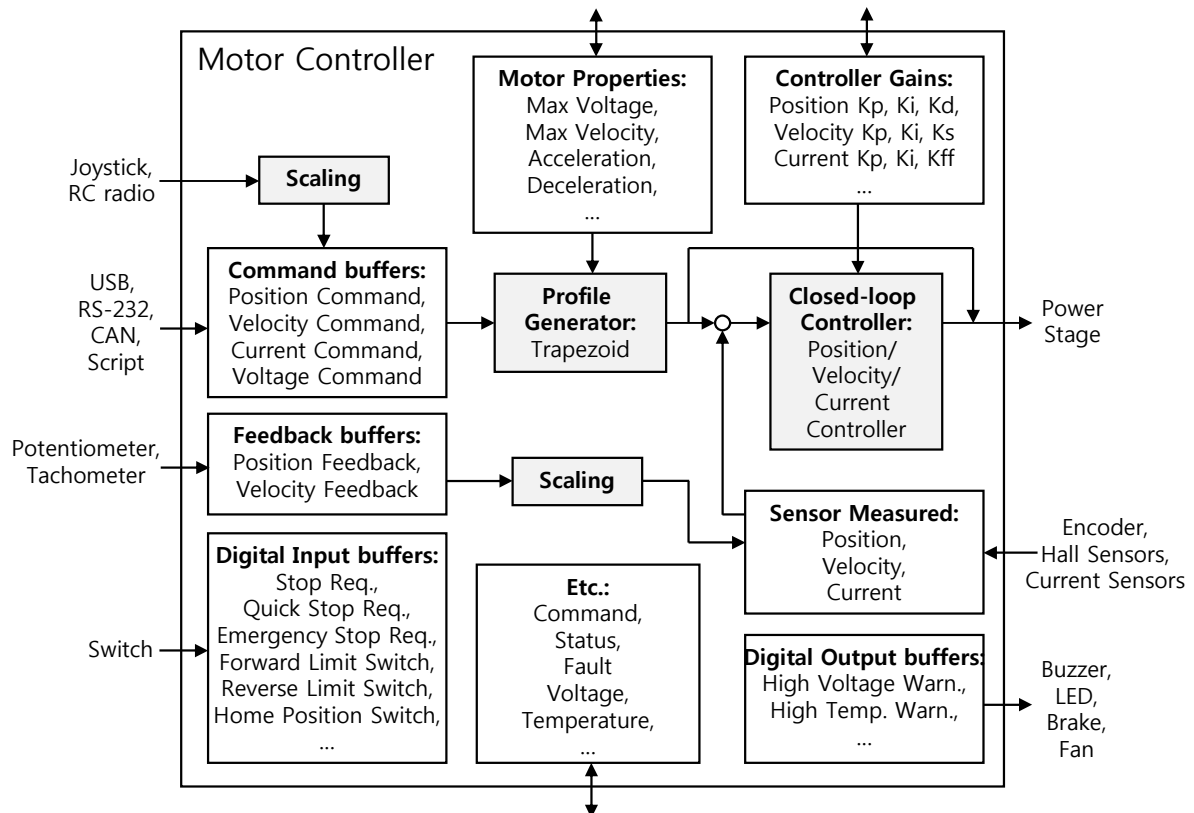 Motor Controller
Motor Properties:
Max Voltage,
Max Velocity,
Acceleration,
Deceleration,
...
Controller Gains:
Position Kp, Ki, Kd,
Velocity Kp, Ki, Ks
Current Kp, Ki, Kff
...
Joystick,
RC radio
Scaling
USB,
RS-232,
CAN,
Script
Command buffers:
Position Command,
Velocity Command,
Current Command,
Voltage Command
Profile
Generator:
Trapezoid
Closed-loop
Controller:
Position/
Velocity/
Current
Controller
Power
Stage
Potentiometer,
Tachometer
Feedback buffers:
Position Feedback,
Velocity Feedback
Scaling
Sensor Measured:
Position,
Velocity,
Current
Encoder,
Hall Sensors,
Current Sensors
Switch
Digital Input buffers:
Stop Req.,
Quick Stop Req.,
Emergency Stop Req.,
Forward Limit Switch,
Reverse Limit Switch,
Home Position Switch,
...
Etc.:
Command,
Status,
Fault
Voltage,
Temperature,
...
Digital Output buffers:
High Voltage Warn.,
High Temp. Warn.,
...
Buzzer,
LED,
Brake,
Fan